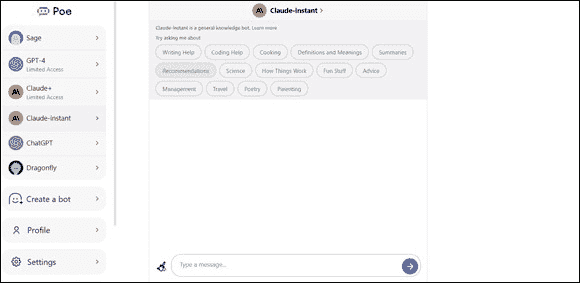 Poe
Sage
GPT-4
Limited Access
Claude+
Limited Access
Claude-instant
ChatGPT
Dragonfly
Create a bot
Profile
Settings
Claude-instant
Claude-instant is a general knowledge bot. Learn more
Try asking me about
Writing Help Coding Help Cooking Definitions and Meanings Summaries
Recommendations Science How Things Work Fun Stuff Advice
Management Travel Poetry Parenting
Type a message...